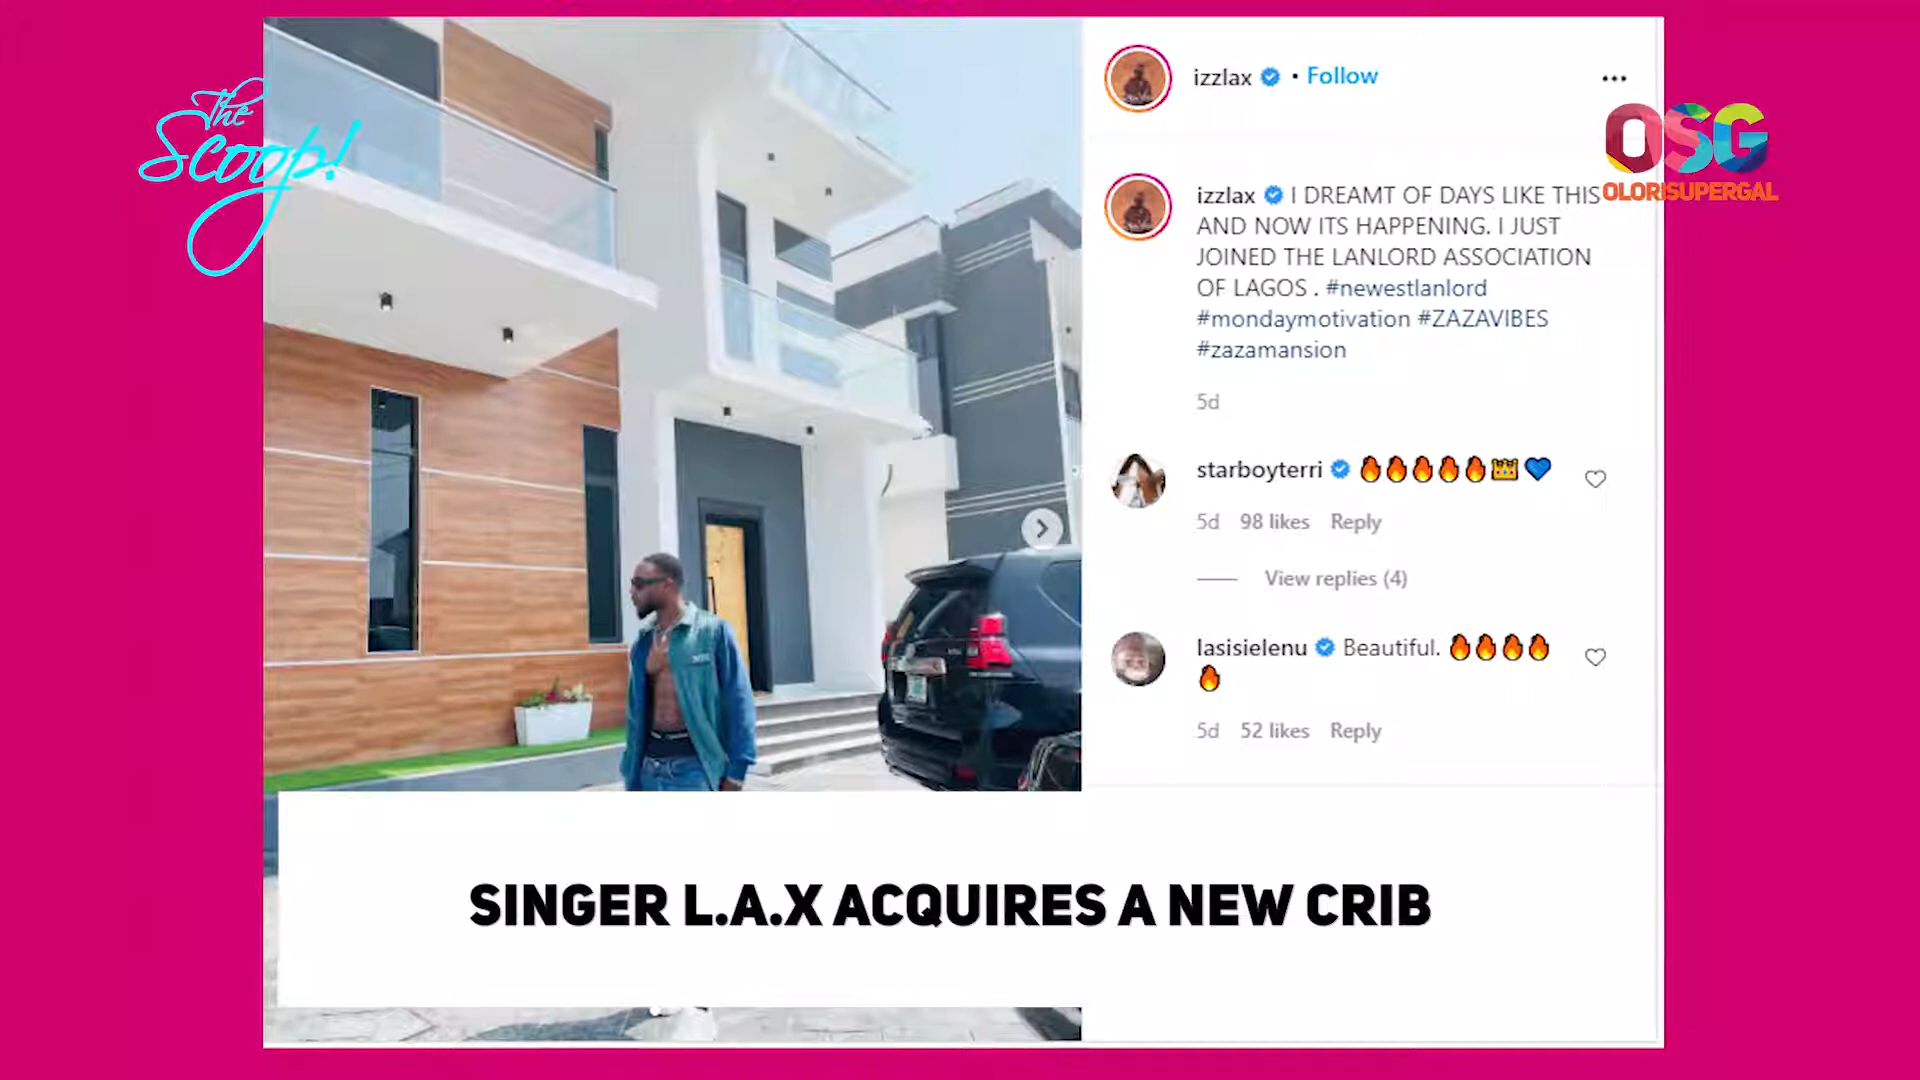 The
Scoop!
OSG
OLORISUPERGAL
izzlax • Follow
izzlax I DREAMT OF DAYS LIKE THIS
AND NOW ITS HAPPENING. I JUST
JOINED THE LANLORD ASSOCIATION
OF LAGOS . #newestlanlord
#mondaymotivation #ZAZAVIBES
#zazamansion
5d
starboyterri 🔥🔥🔥🔥🔥👑💙
5d 98 likes Reply
View replies (4)
lasisielenu Beautiful. 🔥🔥🔥🔥
🔥
5d 52 likes Reply
SINGER L.A.X ACQUIRES A NEW CRIB